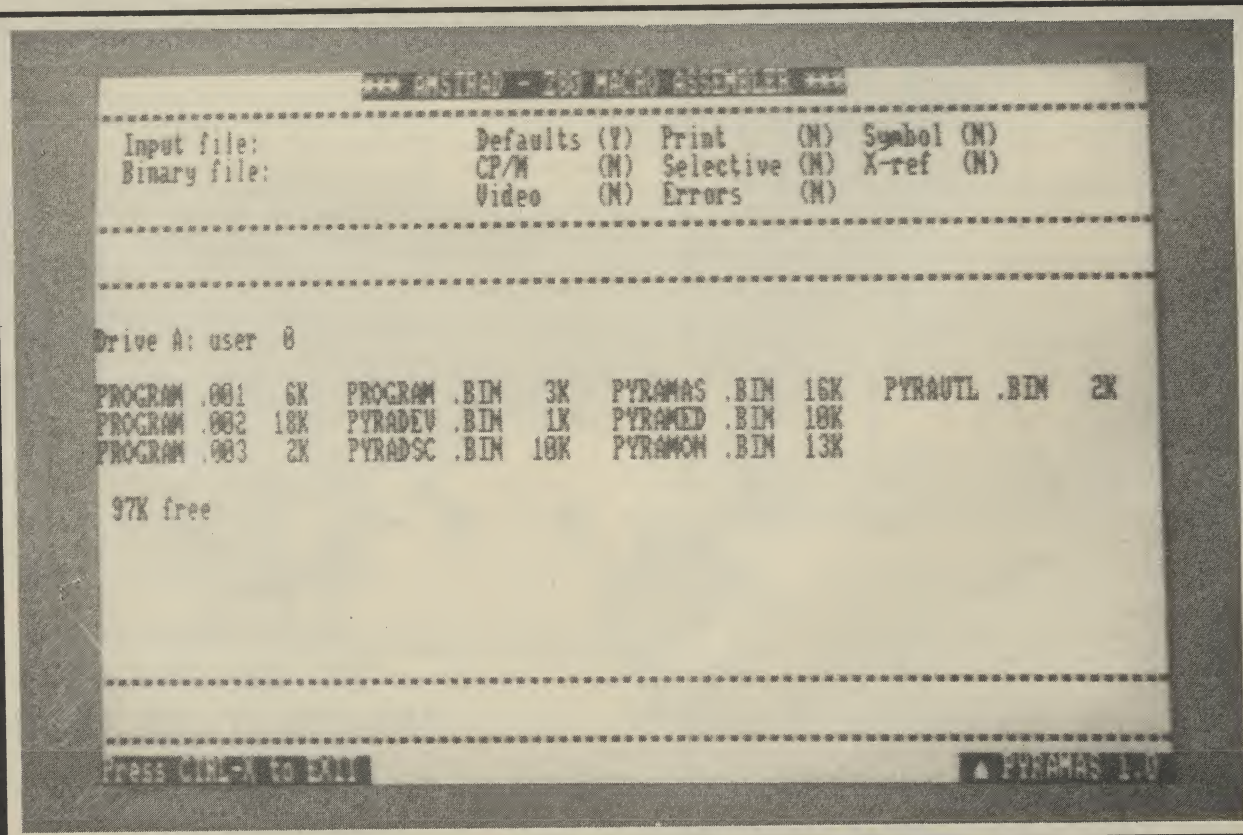 *** AMSTRAD - Z80 MACRO ASSEMBLER ***
Input file: Defaults (Y) Print (N) Symbol (N)
Binary file: CP/M (N) Selective (N) X-ref (N)
Video (N) Errors (N)
Drive A: user 0
PROGRAM .001 6K PROGRAM .BIN 3K PYRAMAS .BIN 16K PYRAUTL .BIN 2K
PROGRAM .002 18K PYRADEV .BIN 1K PYRAMED .BIN 10K
PROGRAM .003 2K PYRADSC .BIN 10K PYRAMON .BIN 13K
97K free
Press CTRL-X to EXIT
▲ PYRAMAS 1.0